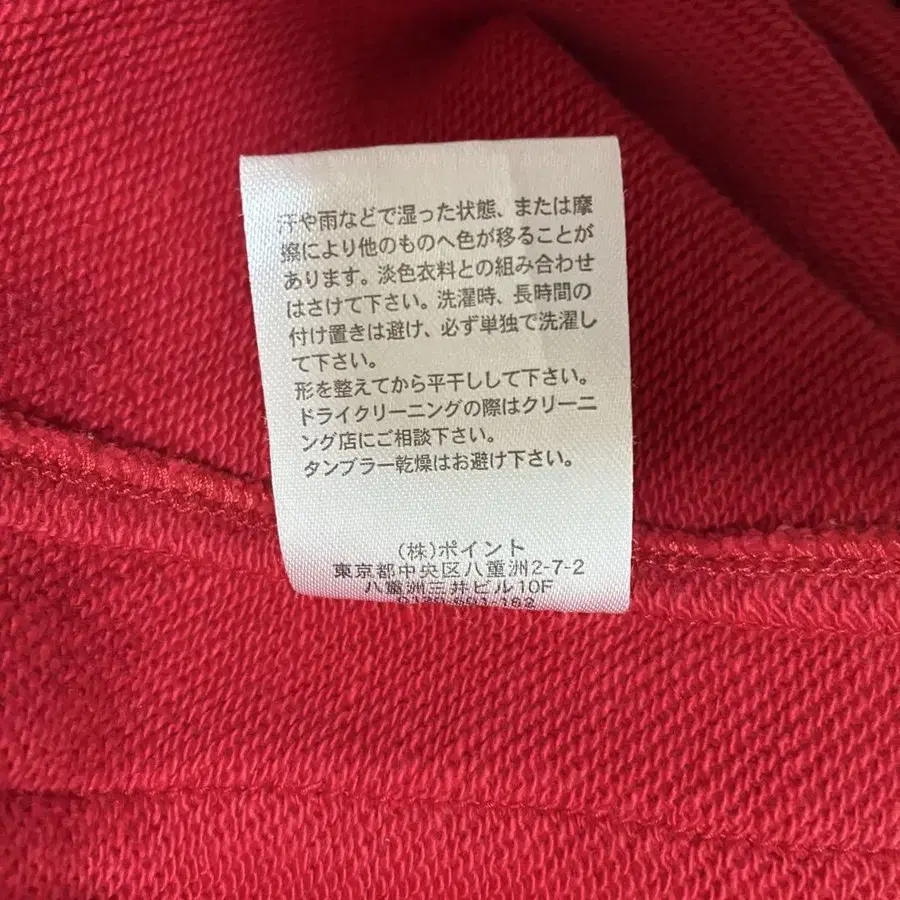 汗や雨などで湿った状態、または摩
擦により他のものへ色が移ることが
あります。淡色衣料との組み合わせ
はさけて下さい。洗濯時、長時間の
付け置きは避け、必ず単独で洗濯し
て下さい。
形を整えてから平干しして下さい。
ドライクリーニングの際はクリーニ
ング店にご相談下さい。
タンブラー乾燥はお避け下さい。
(株)ポイント
東京都中央区八重洲2-7-2
八重洲三井ビル10F